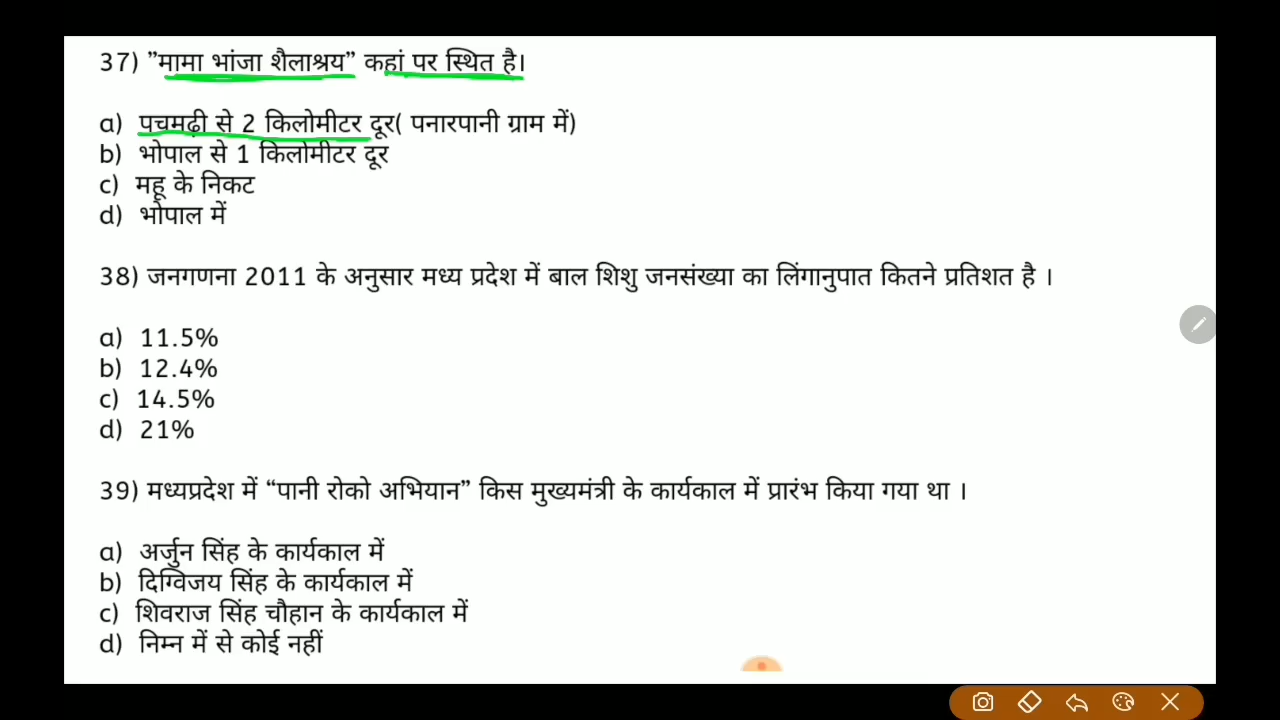 37) ”मामा भांजा शैलाश्रय” कहां पर स्थित है।
a) पचमढ़ी से 2 किलोमीटर दूर( पनारपानी ग्राम में)
b) भोपाल से 1 किलोमीटर दूर
c) महू के निकट
d) भोपाल में
38) जनगणना 2011 के अनुसार मध्य प्रदेश में बाल शिशु जनसंख्या का लिंगानुपात कितने प्रतिशत है ।
a) 11.5%
b) 12.4%
c) 14.5%
d) 21%
39) मध्यप्रदेश में “पानी रोको अभियान” किस मुख्यमंत्री के कार्यकाल में प्रारंभ किया गया था ।
a) अर्जुन सिंह के कार्यकाल में
b) दिग्विजय सिंह के कार्यकाल में
c) शिवराज सिंह चौहान के कार्यकाल में
d) निम्न में से कोई नहीं